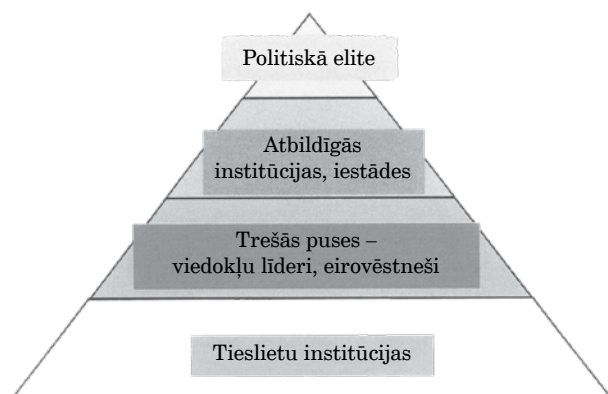 Politiskā elite
Atbildīgās
institūcijas, iestādes
Trešās puses –
viedokļu līderi, eirovēstneši
Tieslietu institūcijas